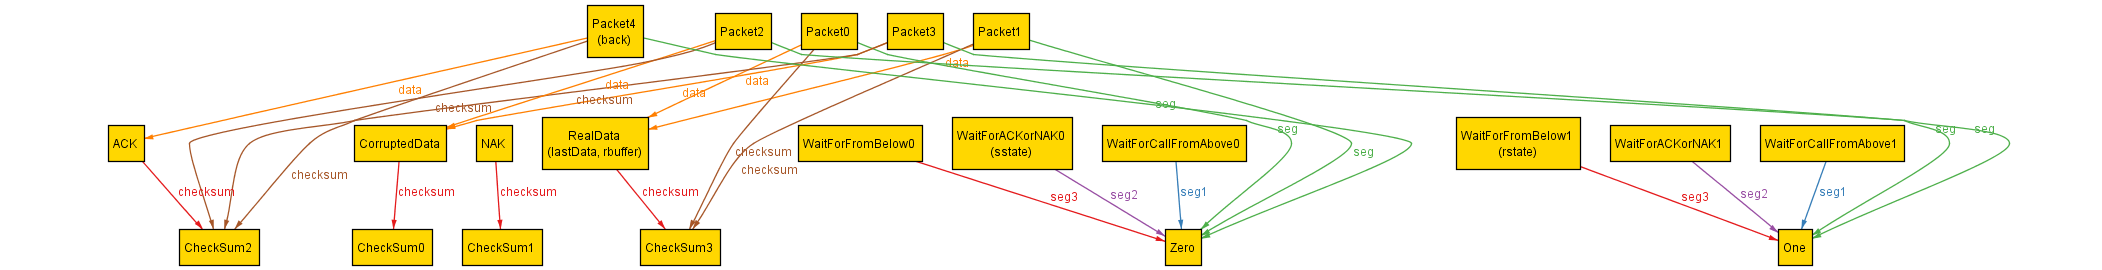 Packet4
(back)
Packet2
Packet0
Packet3
Packet1
data
data
data
data
data
checksum
checksum
checksum
checksum
checksum
seg
seg
seg
seg
seg
ACK
CorruptedData
NAK
RealData
(lastData, rbuffer)
WaitForFromBelow0
WaitForACKorNAK0
(sstate)
WaitForCallFromAbove0
WaitForFromBelow1
(rstate)
WaitForACKorNAK1
WaitForCallFromAbove1
checksum
checksum
checksum
checksum
seg3
seg2
seg1
seg3
seg2
seg1
CheckSum2
CheckSum0
CheckSum1
CheckSum3
Zero
One